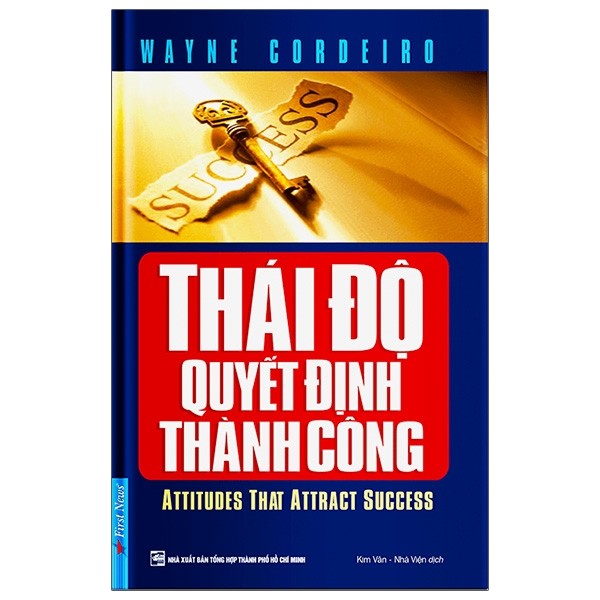 WAYNE CORDEIRO
SUCCESS
SUCCESS
THÁI ĐỘ
QUYẾT ĐỊNH
THÀNH CÔNG
ATTITUDES THAT ATTRACT SUCCESS
First News
NHÀ XUẤT BẢN TỔNG HỢP THÀNH PHỐ HỒ CHÍ MINH
Kim Vân - Nhã Viện dịch